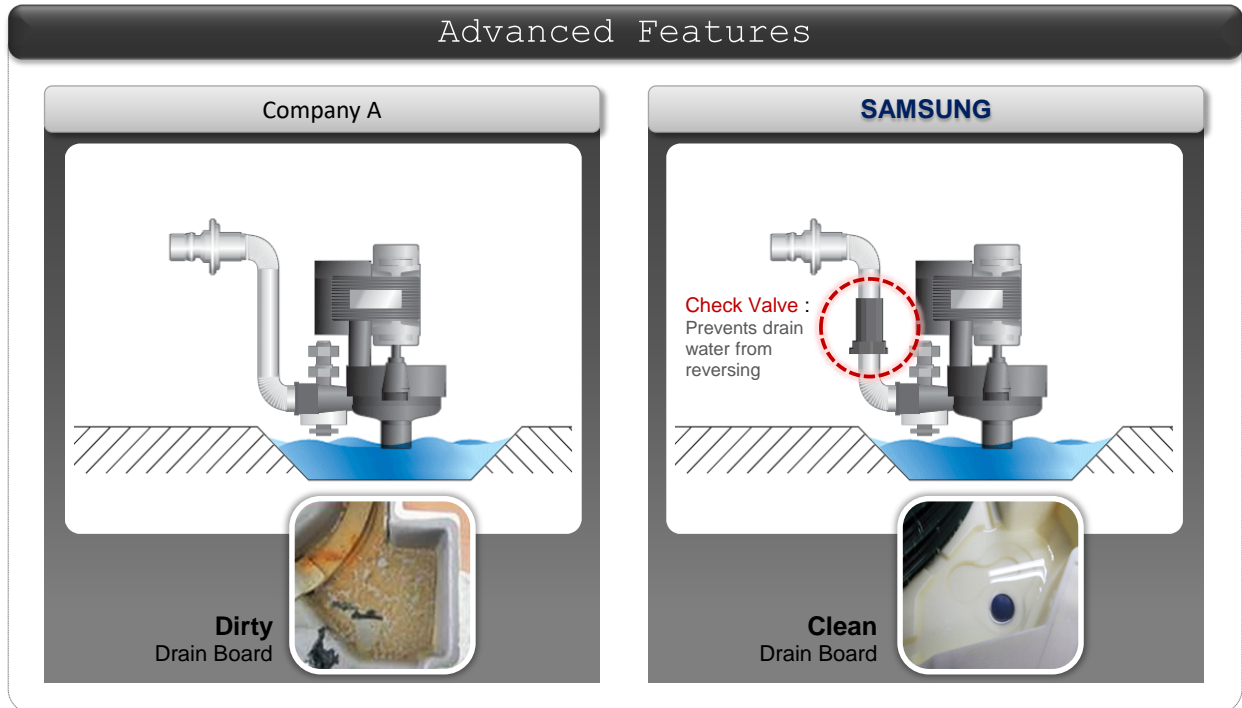 Advanced Features
Company A
SAMSUNG
Check Valve :
Prevents drain
water from
reversing
Dirty
Drain Board
Clean
Drain Board